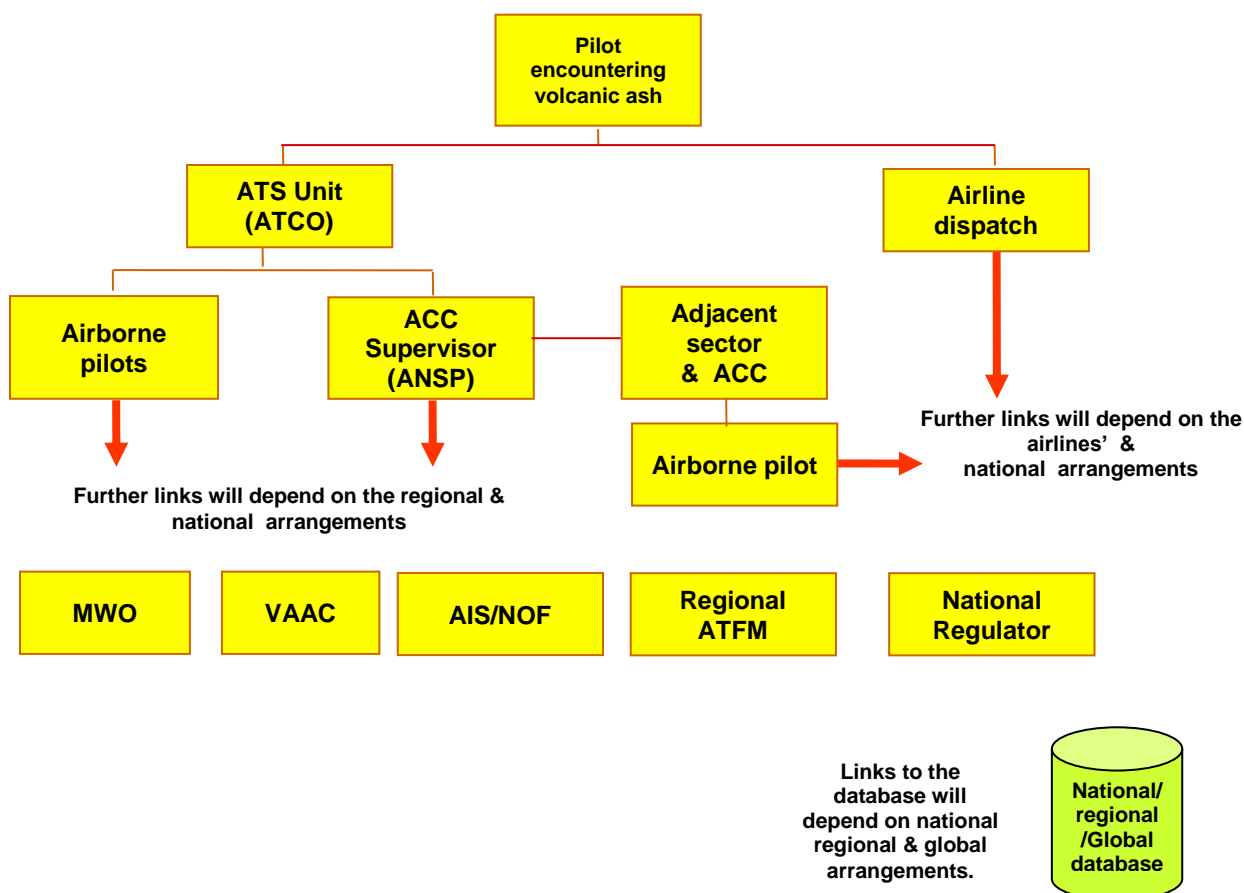 Pilot
encountering
volcanic ash
ATS Unit
(ATCO)
Airline
dispatch
Airborne
pilots
ACC
Supervisor
(ANSP)
Adjacent
sector
& ACC
Airborne pilot
Further links will depend on the
airlines' &
national arrangements
Further links will depend on the regional &
national arrangements
MWO
VAAC
AIS/NOF
Regional
ATFM
National
Regulator
Links to the
database will
depend on national
regional & global
arrangements.
National/
regional
/Global
database